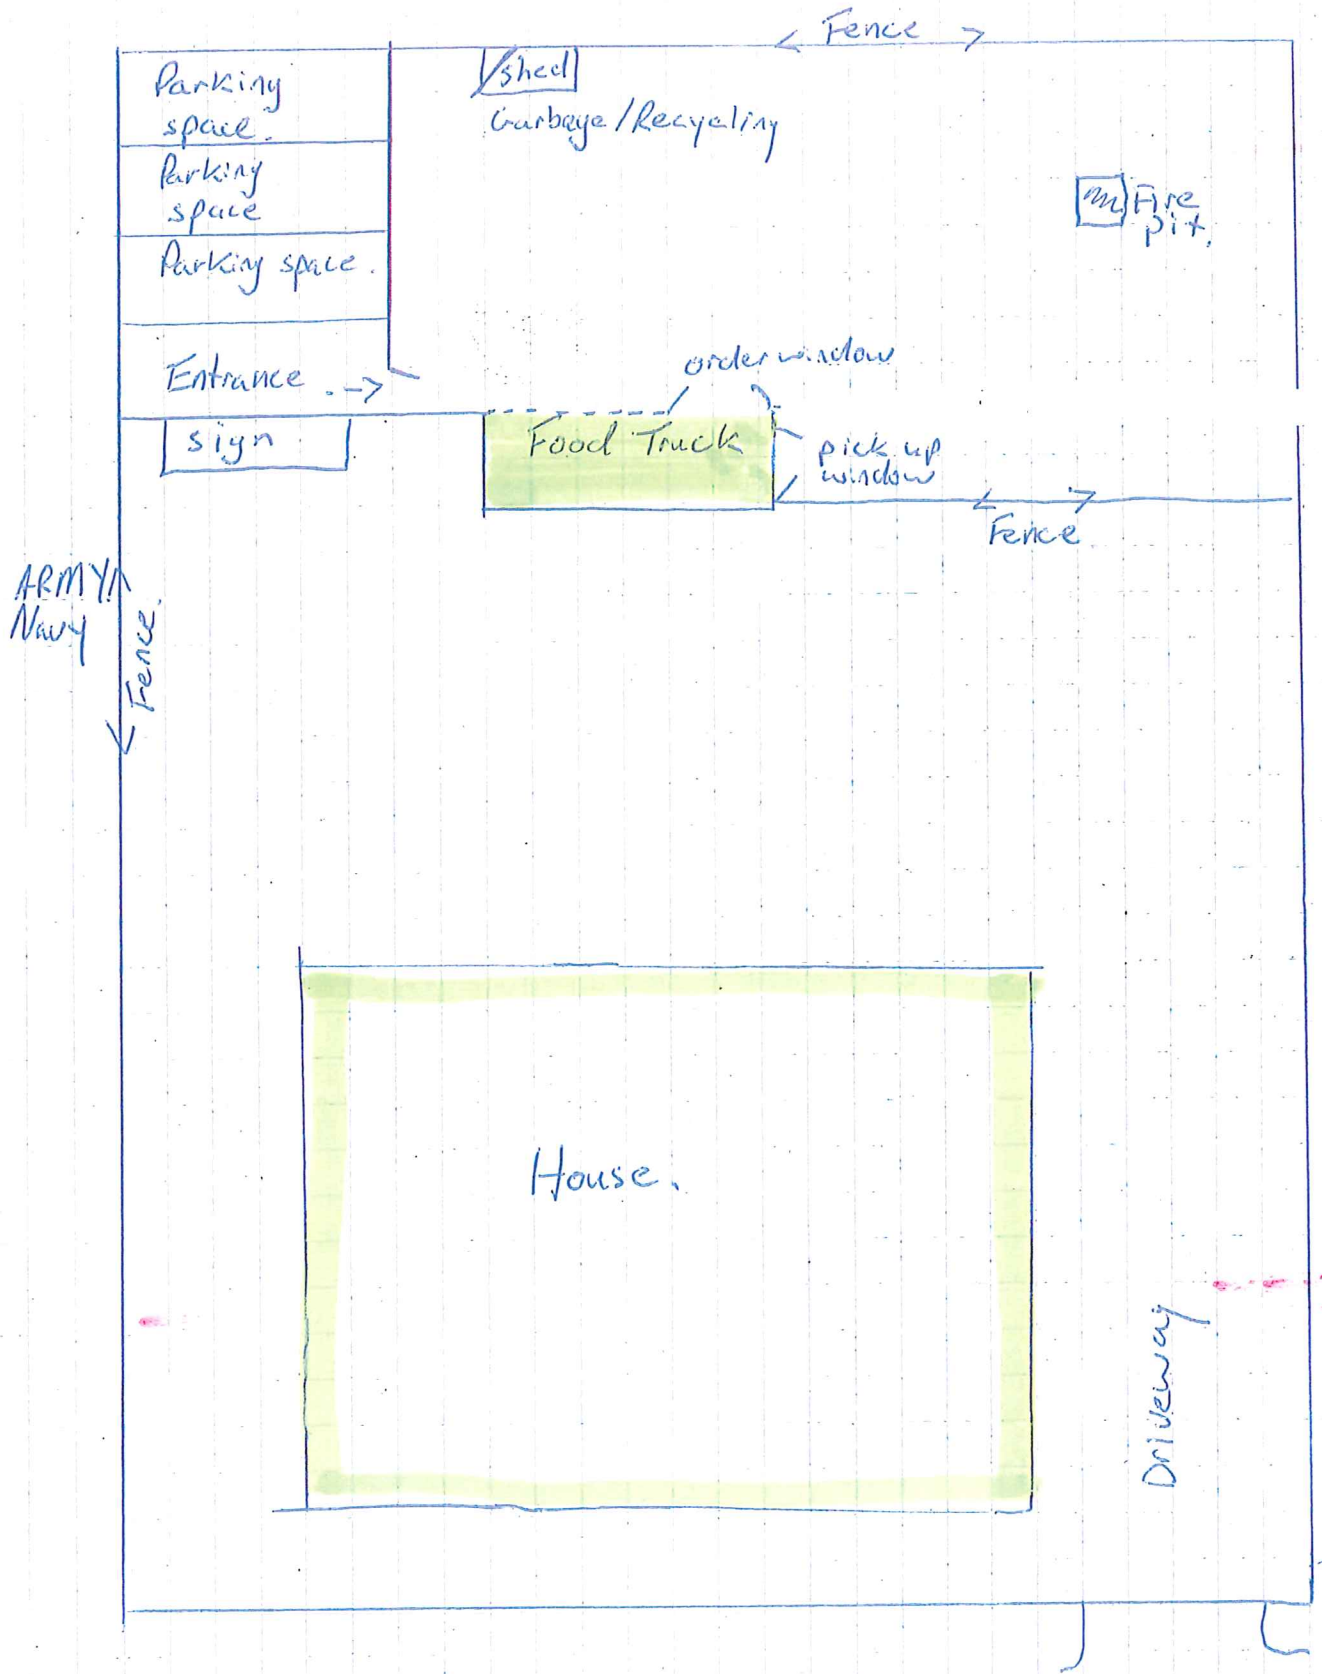 Fence
Parking
space.
shed
Garbage/Recycling
Parking
space
Fire
pit.
Parking space.
order window
Entrance
sign
Food Truck
pick up
window
Fence
ARMY/
Navy
Fence.
House.
Driveway